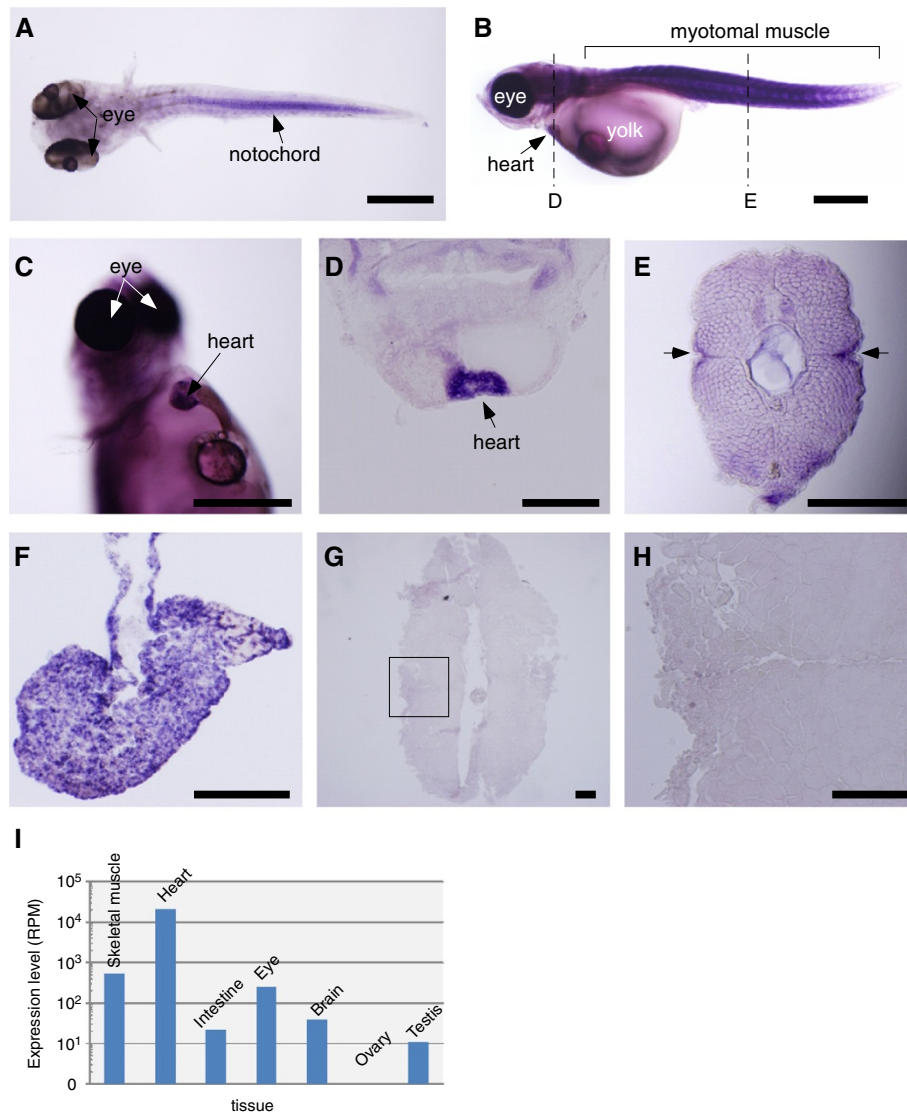 A
eye
notochord
B
myotomal muscle
eye
yolk
heart
D
E
C
eye
heart
D
heart
E
F
G
H
I
Expression level (RPM)
10⁵
10⁴
10³
10²
10¹
0
Skeletal muscle
Heart
Intestine
Eye
Brain
Ovary
Testis
tissue